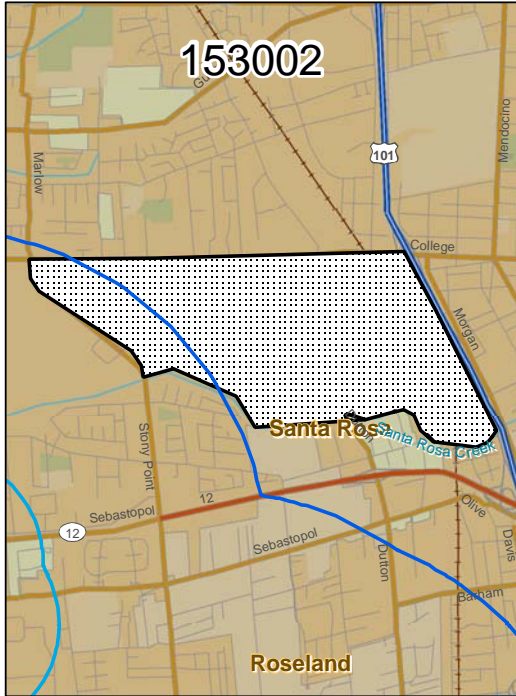 153002
Gu
Mendocino
101
Marlow
College
Morgan
Santa Rosa
Santa Rosa Creek
Stony Point
12
Sebastopol
12
Olive
Sebastopol
Davis
Dutton
Barham
Roseland